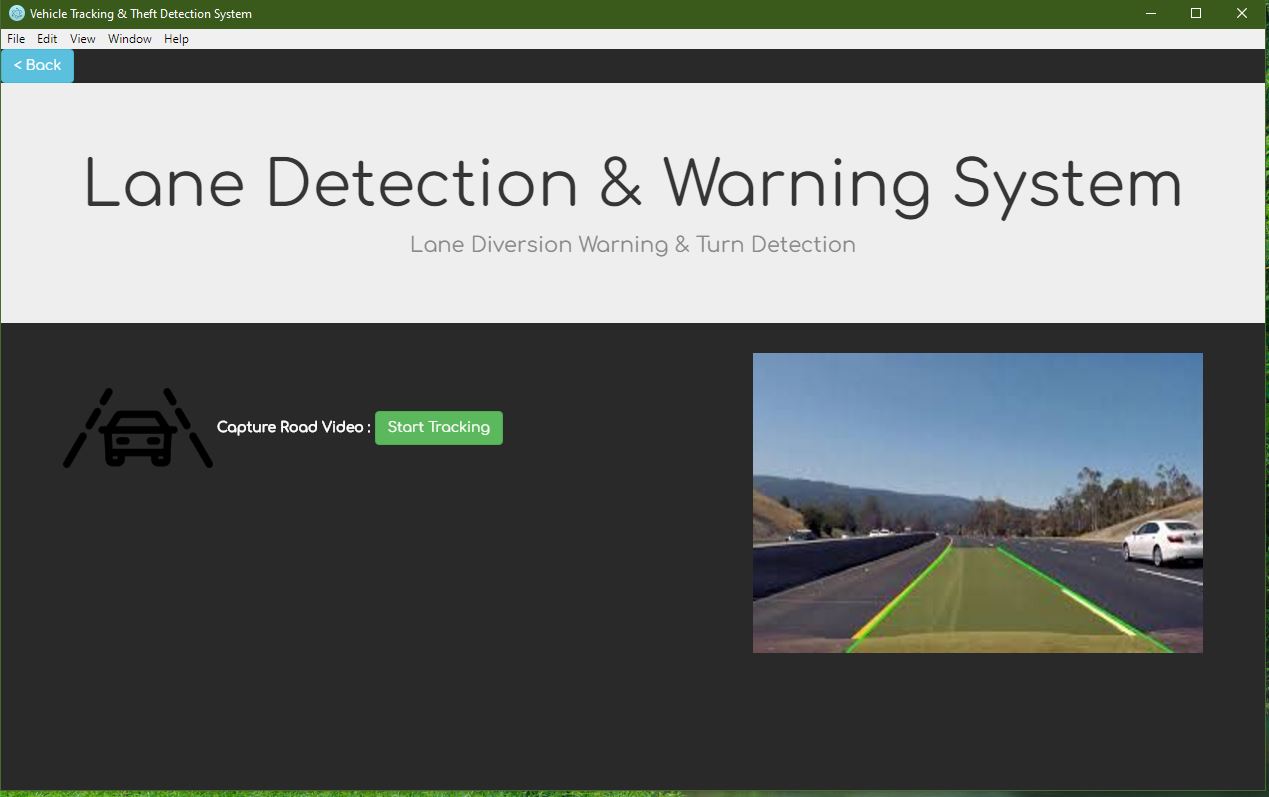 Vehicle Tracking & Theft Detection System
File Edit View Window Help
< Back
Lane Detection & Warning System
Lane Diversion Warning & Turn Detection
Capture Road Video : Start Tracking